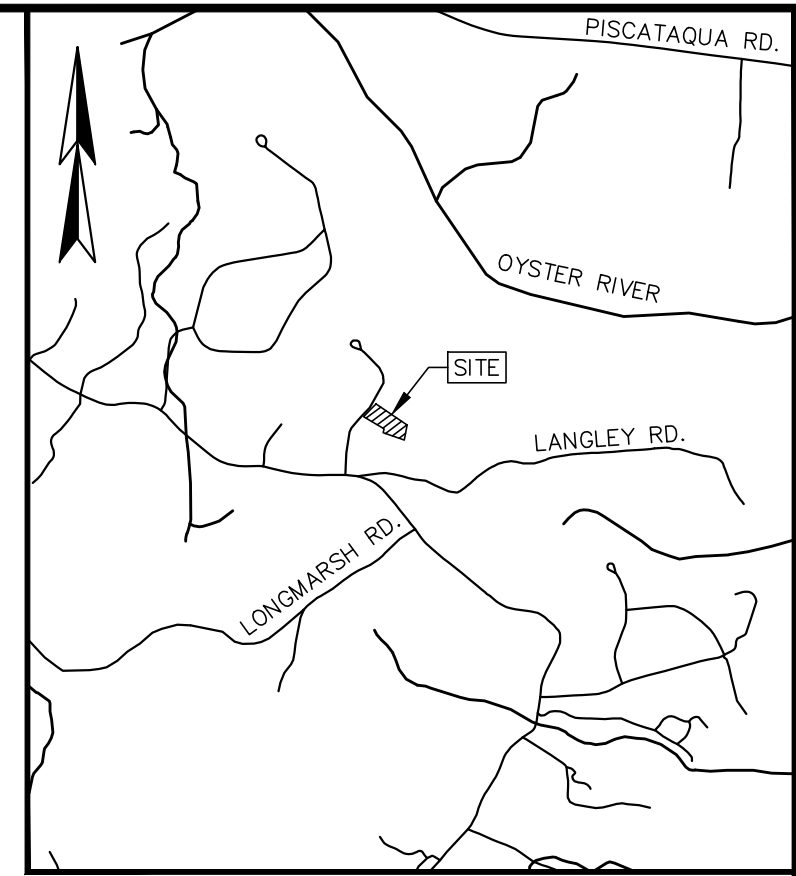 PISCATAQUA RD.
OYSTER RIVER
SITE
LANGLEY RD.
LONGMARSH RD.